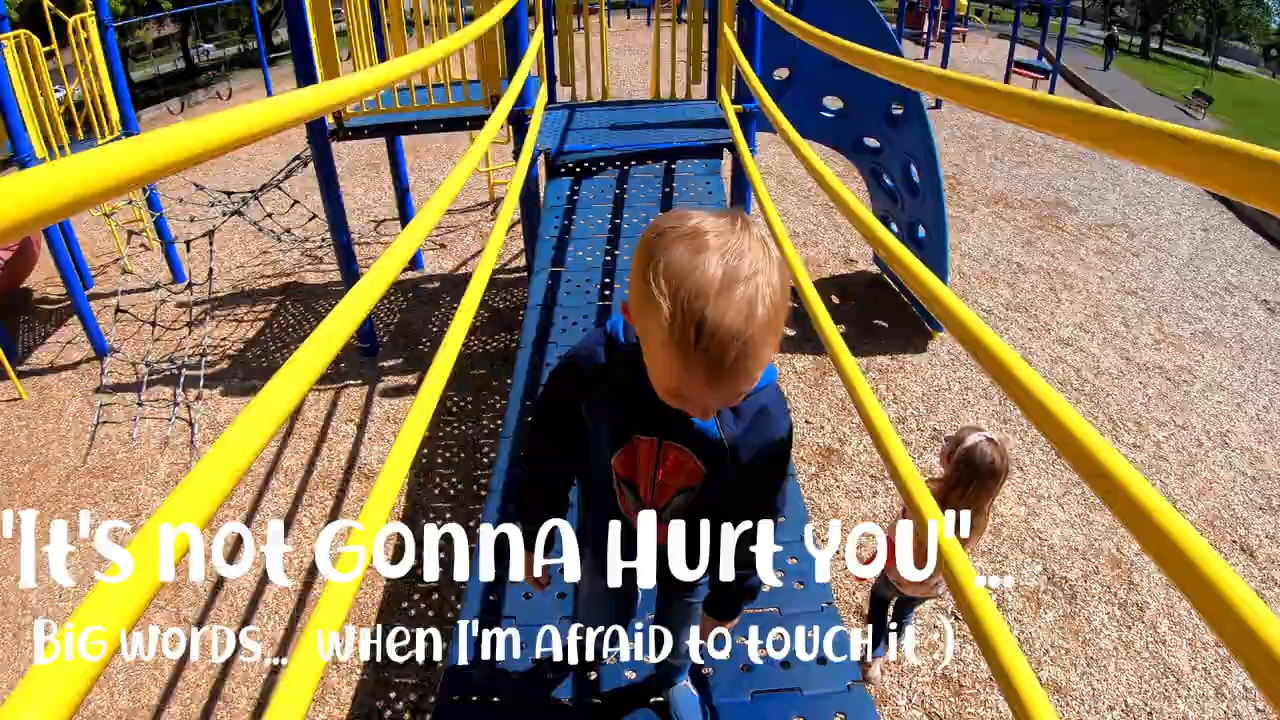 "It's not gonna Hurt you"...
Big words... when I'm afraid to touch it :)